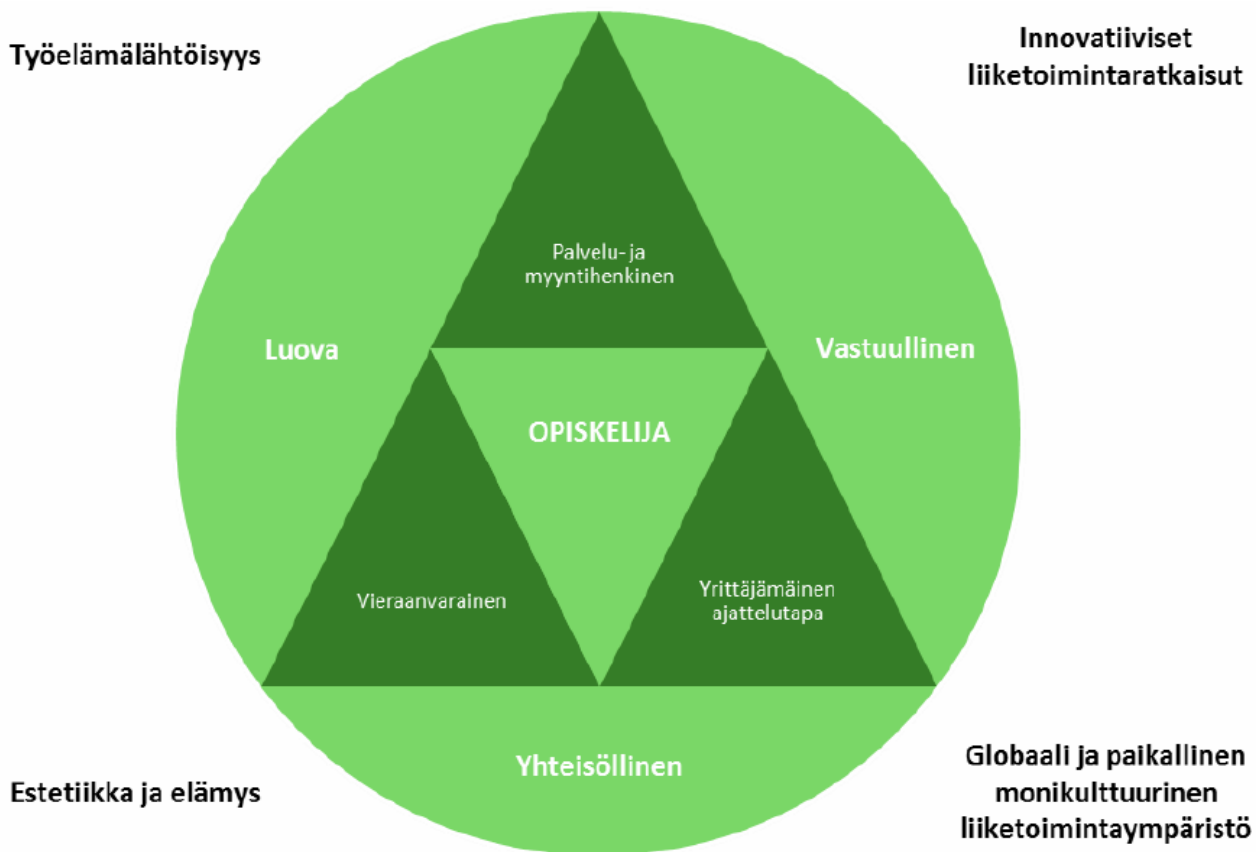 Työelämälähtöisyys
Innovatiiviset
liiketoimintaratkaisut
Palvelu- ja
myyntihenkinen
Luova
Vastuullinen
OPISKELIJA
Vieraanvarainen
Yrittäjämäinen
ajattelutapa
Yhteisöllinen
Estetiikka ja elämys
Globaali ja paikallinen
monikulttuurinen
liiketoimintaympäristö